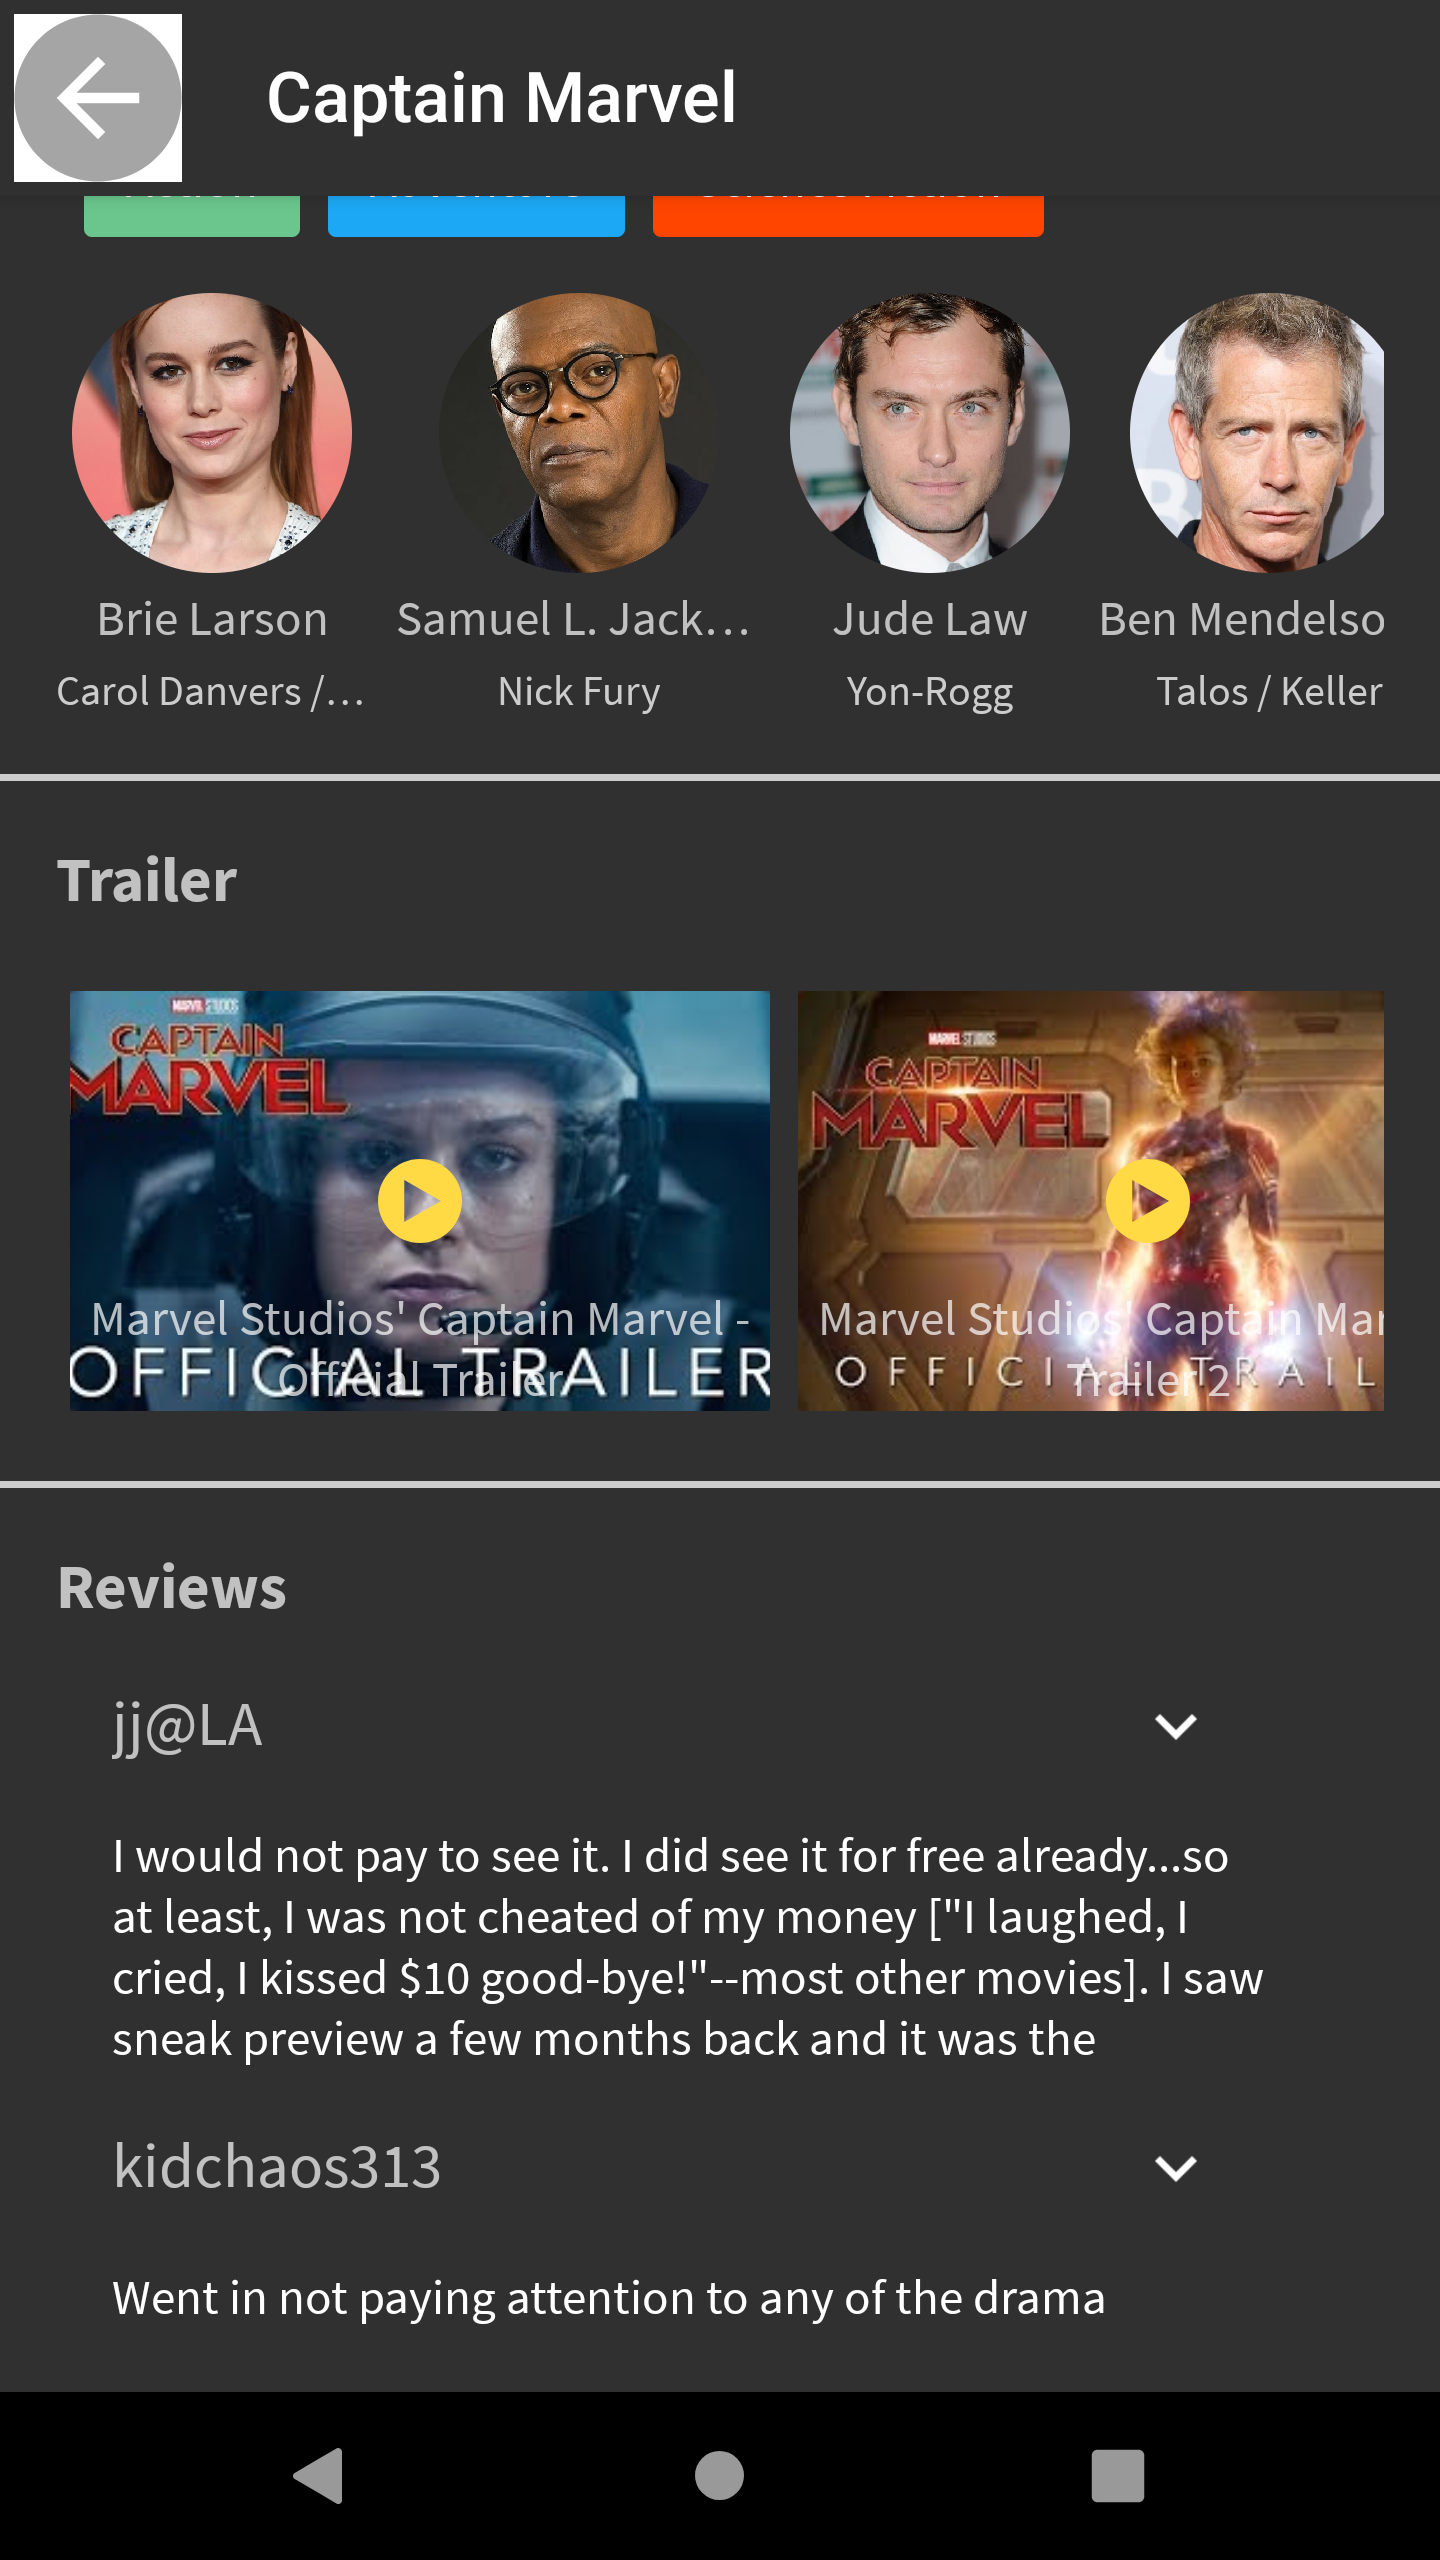 Captain Marvel
Action Adventure Science Fiction
Brie Larson
Samuel L. Jack...
Jude Law
Ben Mendelso
Carol Danvers /...
Nick Fury
Yon-Rogg
Talos / Keller
Trailer
MARVEL STUDIOS
CAPTAIN
MARVEL
Marvel Studios' Captain Marvel -
Official Trailer
OFFICIAL TRAILER
MARVEL STUDIOS
CAPTAIN
MARVEL
Marvel Studios' Captain Mar
Trailer 2
OFFICIAL TRAIL
Reviews
jj@LA
I would not pay to see it. I did see it for free already...so
at least, I was not cheated of my money ["I laughed, I
cried, I kissed $10 good-bye!"--most other movies]. I saw
sneak preview a few months back and it was the
kidchaos313
Went in not paying attention to any of the drama